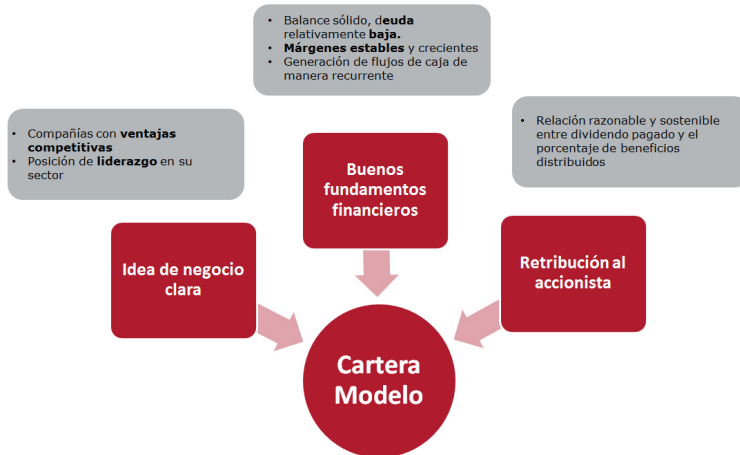 • Balance sólido, deuda
relativamente baja.
• Márgenes estables y crecientes
• Generación de flujos de caja de
manera recurrente
• Compañías con ventajas
competitivas
• Posición de liderazgo en su
sector
• Relación razonable y sostenible
entre dividendo pagado y el
porcentaje de beneficios
distribuidos
Buenos
fundamentos
financieros
Idea de negocio
clara
Retribución al
accionista
Cartera
Modelo